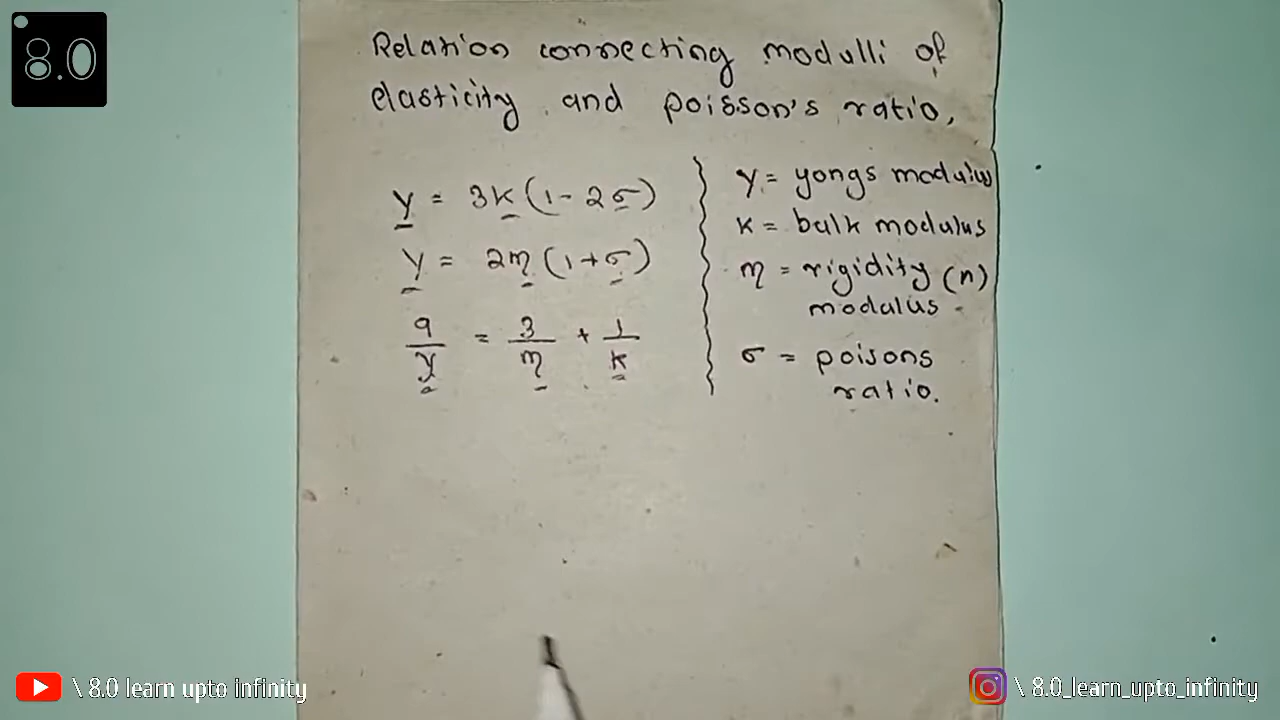 8.0
Relation connecting modulli of
elasticity and poisson's ratio,
y = 3k (1 - 2σ)
y = 2η (1+σ)
9/y = 3/η + 1/k
y = yongs modulus
k = bulk modulus
η = rigidity (n)
modulus
σ = poisons
ratio.
\ 8.0 learn upto infinity
\ 8.0_learn_upto_infinity